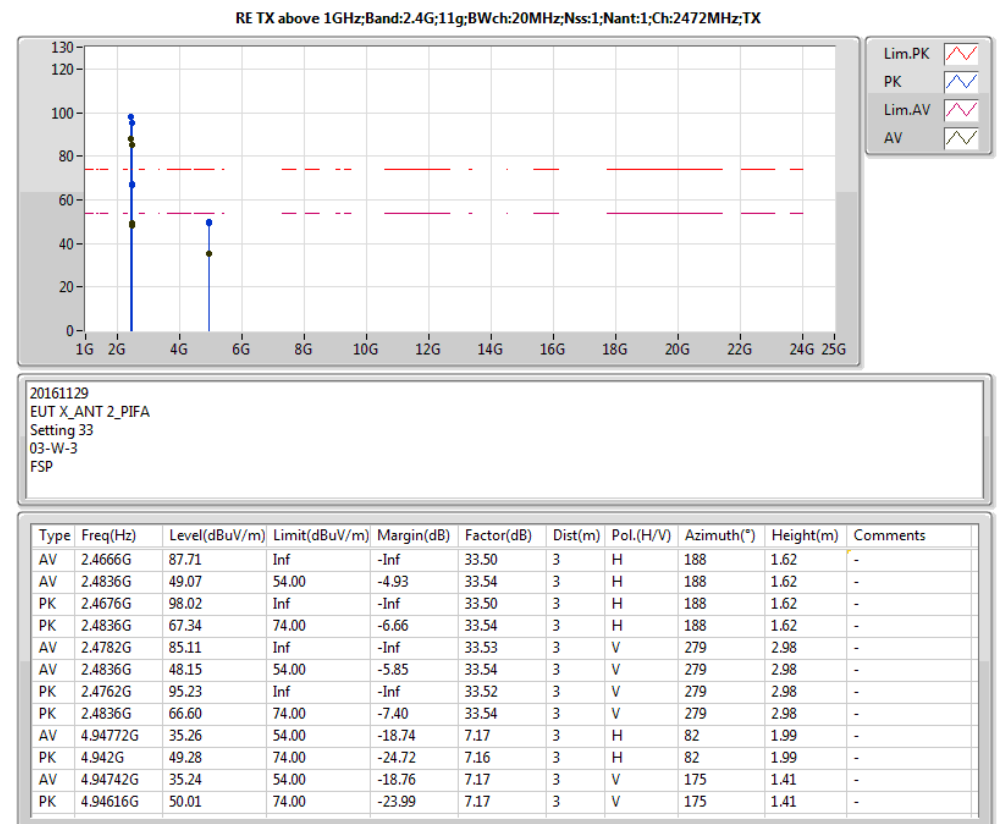 RE TX above 1GHz;Band:2.4G;11g;BWch:20MHz;Nss:1;Nant:1;Ch:2472MHz;TX
130
120
100
80
60
40
20
0
1G 2G 4G 6G 8G 10G 12G 14G 16G 18G 20G 22G 24G 25G
Lim.PK
PK
Lim.AV
AV
20161129
EUT X_ANT 2_PIFA
Setting 33
03-W-3
FSP
Type Freq(Hz) Level(dBuV/m) Limit(dBuV/m) Margin(dB) Factor(dB) Dist(m) Pol.(H/V) Azimuth(°) Height(m) Comments
AV 2.4666G 87.71 Inf -Inf 33.50 3 H 188 1.62 -
AV 2.4836G 49.07 54.00 -4.93 33.54 3 H 188 1.62 -
PK 2.4676G 98.02 Inf -Inf 33.50 3 H 188 1.62 -
PK 2.4836G 67.34 74.00 -6.66 33.54 3 H 188 1.62 -
AV 2.4782G 85.11 Inf -Inf 33.53 3 V 279 2.98 -
AV 2.4836G 48.15 54.00 -5.85 33.54 3 V 279 2.98 -
PK 2.4762G 95.23 Inf -Inf 33.52 3 V 279 2.98 -
PK 2.4836G 66.60 74.00 -7.40 33.54 3 V 279 2.98 -
AV 4.94772G 35.26 54.00 -18.74 7.17 3 H 82 1.99 -
PK 4.942G 49.28 74.00 -24.72 7.16 3 H 82 1.99 -
AV 4.94742G 35.24 54.00 -18.76 7.17 3 V 175 1.41 -
PK 4.94616G 50.01 74.00 -23.99 7.17 3 V 175 1.41 -